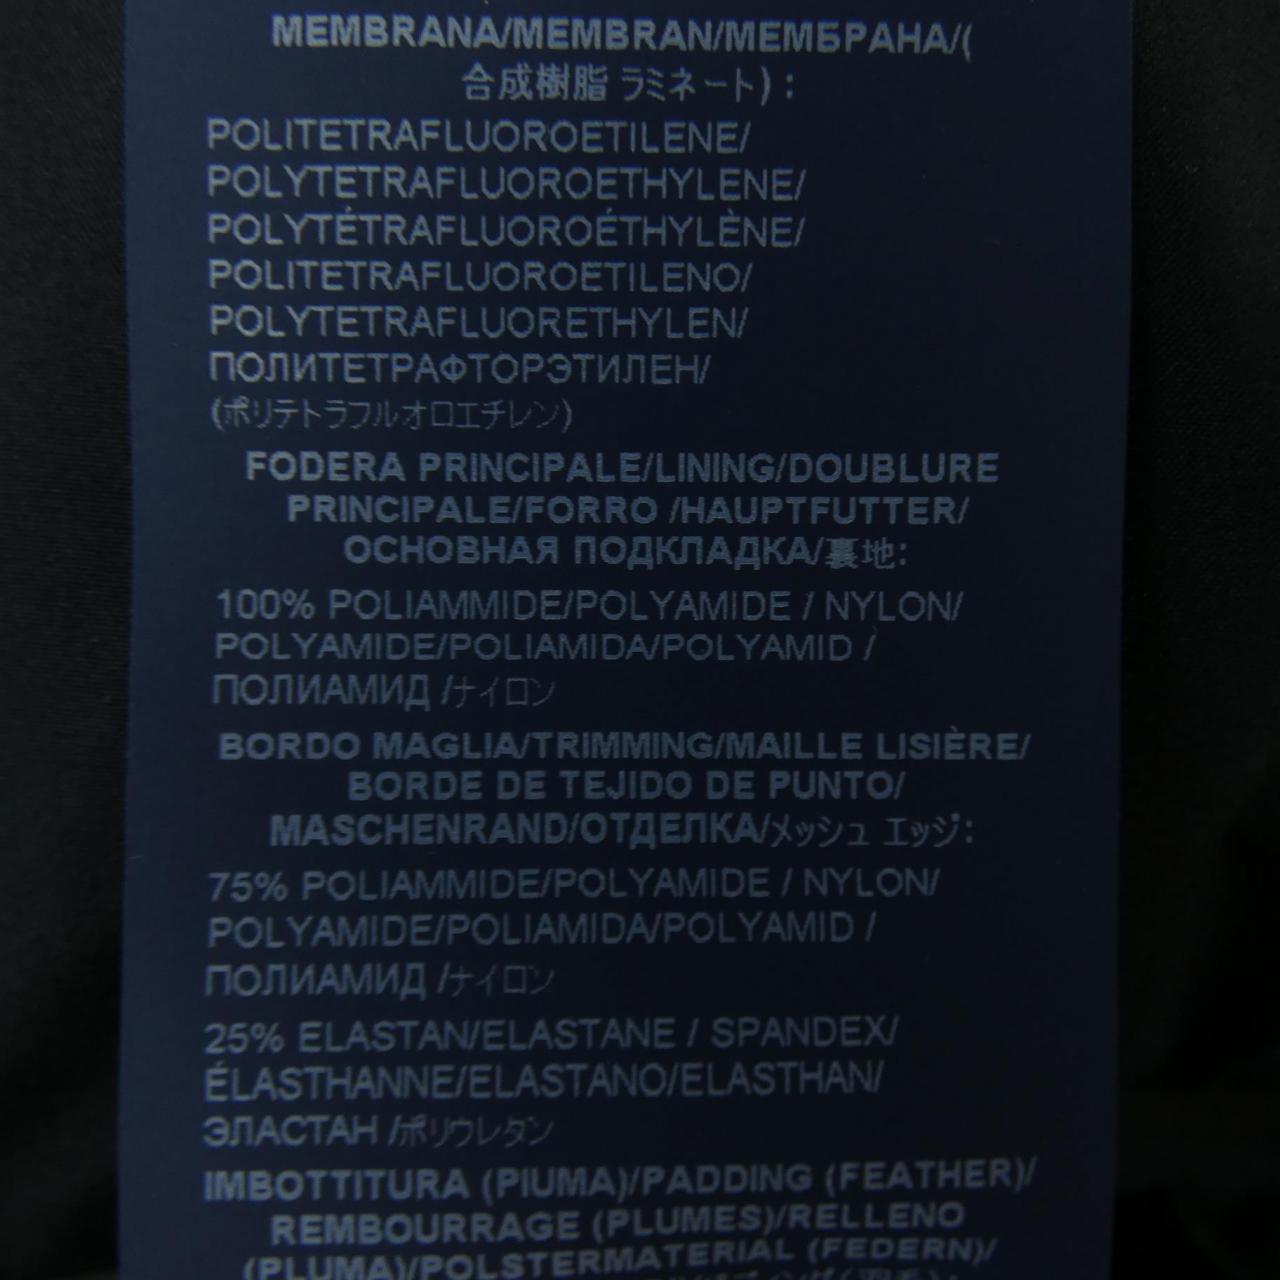 MEMBRANA/MEMBRAN/МЕМБРАНА/(
合成樹脂 ラミネート) :
POLITETRAFLUOROETILENE/
POLYTETRAFLUOROETHYLENE/
POLYTÉTRAFLUOROÉTHYLÈNE/
POLITETRAFLUOROETILENO/
POLYTETRAFLUORETHYLEN/
ПОЛИТЕТРАФТОРЭТИЛЕН/
(ポリテトラフルオロエチレン)
FODERA PRINCIPALE/LINING/DOUBLURE
PRINCIPALE/FORRO /HAUPTFUTTER/
ОСНОВНАЯ ПОДКЛАДКА/裏地:
100% POLIAMMIDE/POLYAMIDE / NYLON/
POLYAMIDE/POLIAMIDA/POLYAMID /
ПОЛИАМИД /ナイロン
BORDO MAGLIA/TRIMMING/MAILLE LISIÈRE/
BORDE DE TEJIDO DE PUNTO/
MASCHENRAND/ОТДЕЛКА/メッシュ エッジ:
75% POLIAMMIDE/POLYAMIDE / NYLON/
POLYAMIDE/POLIAMIDA/POLYAMID /
ПОЛИАМИД /ナイロン
25% ELASTAN/ELASTANE / SPANDEX/
ÉLASTHANNE/ELASTANO/ELASTHAN/
ЭЛАСТАН /ポリウレタン
IMBOTTITURA (PIUMA)/PADDING (FEATHER)/
REMBOURRAGE (PLUMES)/RELLENO
(PLUMA)/POLSTERMATERIAL (FEDERN)/